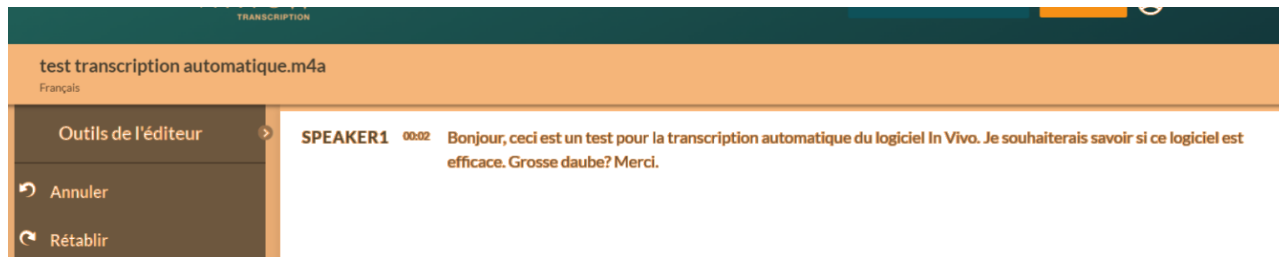 TRANSCRIPTION
test transcription automatique.m4a
Français
Outils de l'éditeur
SPEAKER1 00:02 Bonjour, ceci est un test pour la transcription automatique du logiciel In Vivo. Je souhaiterais savoir si ce logiciel est
efficace. Grosse daube? Merci.
Annuler
Rétablir